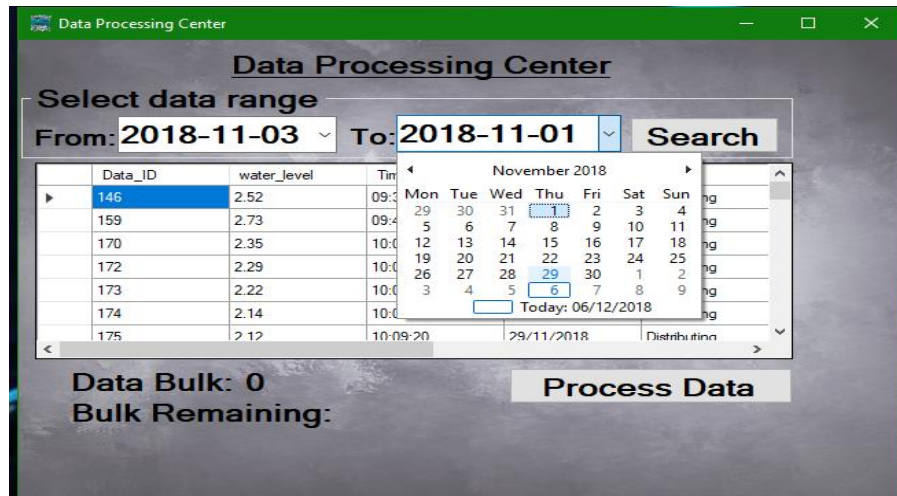 Data Processing Center
Data Processing Center
Select data range
From: 2018-11-03 To: 2018-11-01 Search
Data_ID water_level
November 2018
Mon Tue Wed Thu Fri Sat Sun
29 30 31 1 2 3 4
5 6 7 8 9 10 11
12 13 14 15 16 17 18
19 20 21 22 23 24 25
26 27 28 29 30 1 2
3 4 5 6 7 8 9
Today: 06/12/2018
146 2.52
159 2.73
170 2.35
172 2.29
173 2.22
174 2.14
175 2.12 10:09:20 29/11/2018 Distributing
Data Bulk: 0 Process Data
Bulk Remaining: